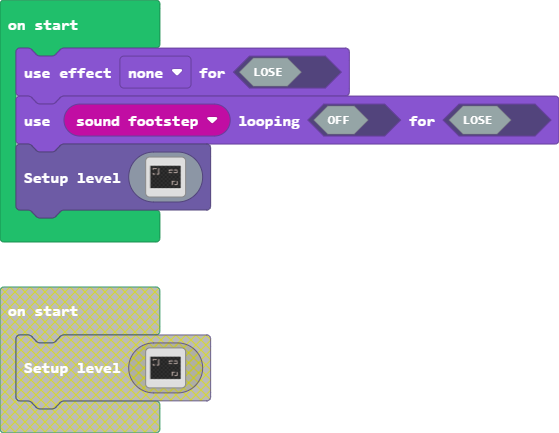 on start
use effect none for LOSE
use sound footstep looping OFF for LOSE
Setup level
on start
Setup level